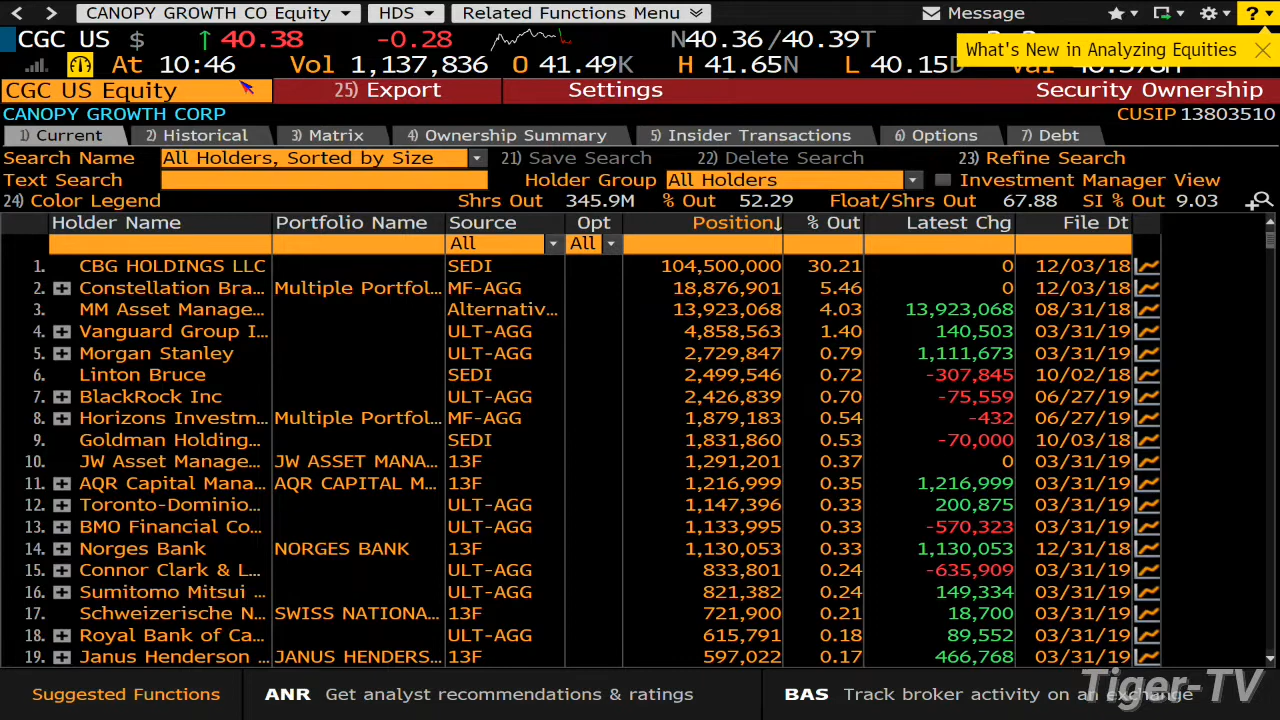 CANOPY GROWTH CO Equity HDS Related Functions Menu Message ?
CGC US $ ↑ 40.38 -0.28 N40.36/40.39T
What's New in Analyzing Equities
At 10:46 Vol 1,137,836 O 41.49K H 41.65N L 40.15D
CGC US Equity 25) Export Settings Security Ownership
CANOPY GROWTH CORP CUSIP 13803510
1) Current 2) Historical 3) Matrix 4) Ownership Summary 5) Insider Transactions 6) Options 7) Debt
Search Name All Holders, Sorted by Size 21) Save Search 22) Delete Search 23) Refine Search
Text Search Holder Group All Holders Investment Manager View
24) Color Legend Shrs Out 345.9M % Out 52.29 Float/Shrs Out 67.88 SI % Out 9.03
Holder Name Portfolio Name Source Opt Position↓ % Out Latest Chg File Dt
All All
1. CBG HOLDINGS LLC SEDI 104,500,000 30.21 0 12/03/18
2. Constellation Bra... Multiple Portfol... MF-AGG 18,876,901 5.46 0 12/03/18
3. MM Asset Manage... Alternativ... 13,923,068 4.03 13,923,068 08/31/18
4. Vanguard Group I... ULT-AGG 4,858,563 1.40 140,503 03/31/19
5. Morgan Stanley ULT-AGG 2,729,847 0.79 1,111,673 03/31/19
6. Linton Bruce SEDI 2,499,546 0.72 -307,845 10/02/18
7. BlackRock Inc ULT-AGG 2,426,839 0.70 -75,559 06/27/19
8. Horizons Investm... Multiple Portfol... MF-AGG 1,879,183 0.54 -432 06/27/19
9. Goldman Holding... SEDI 1,831,860 0.53 -70,000 10/03/18
10. JW Asset Manage... JW ASSET MANA... 13F 1,291,201 0.37 0 03/31/19
11. AQR Capital Mana... AQR CAPITAL M... 13F 1,216,999 0.35 1,216,999 03/31/19
12. Toronto-Dominio... ULT-AGG 1,147,396 0.33 200,875 03/31/19
13. BMO Financial Co... ULT-AGG 1,133,995 0.33 -570,323 03/31/19
14. Norges Bank NORGES BANK 13F 1,130,053 0.33 1,130,053 12/31/18
15. Connor Clark & L... ULT-AGG 833,801 0.24 -635,909 03/31/19
16. Sumitomo Mitsui ... ULT-AGG 821,382 0.24 149,334 03/31/19
17. Schweizerische N... SWISS NATIONA... 13F 721,900 0.21 18,700 03/31/19
18. Royal Bank of Ca... ULT-AGG 615,791 0.18 89,552 03/31/19
19. Janus Henderson ... JANUS HENDERS... 13F 597,022 0.17 466,768 03/31/19
Suggested Functions ANR Get analyst recommendations & ratings BAS Track broker activity on an exchange
Tiger-TV